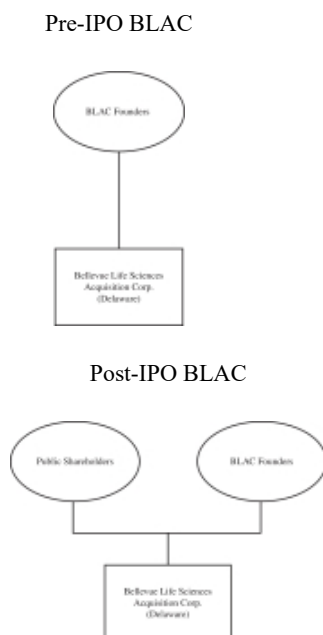 Pre-IPO BLAC
BLAC Founders
Bellevue Life Sciences
Acquisition Corp.
(Delaware)
Post-IPO BLAC
Public Shareholders
BLAC Founders
Bellevue Life Sciences
Acquisition Corp.
(Delaware)